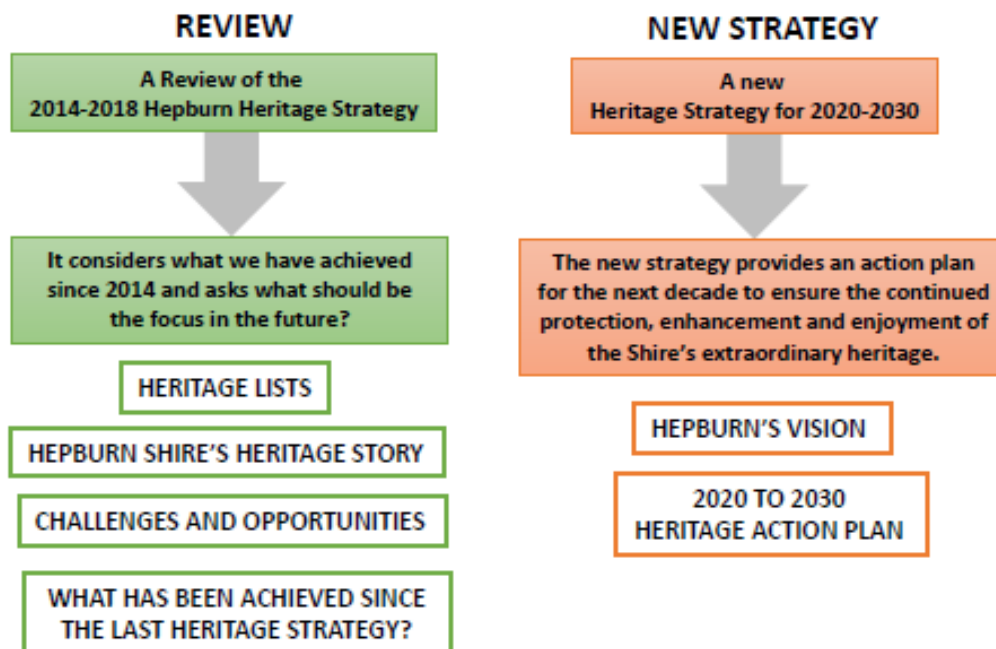 REVIEW
A Review of the
2014-2018 Hepburn Heritage Strategy
It considers what we have achieved
since 2014 and asks what should be
the focus in the future?
HERITAGE LISTS
HEPBURN SHIRE'S HERITAGE STORY
CHALLENGES AND OPPORTUNITIES
WHAT HAS BEEN ACHIEVED SINCE
THE LAST HERITAGE STRATEGY?
NEW STRATEGY
A new
Heritage Strategy for 2020-2030
The new strategy provides an action plan
for the next decade to ensure the continued
protection, enhancement and enjoyment of
the Shire's extraordinary heritage.
HEPBURN'S VISION
2020 TO 2030
HERITAGE ACTION PLAN